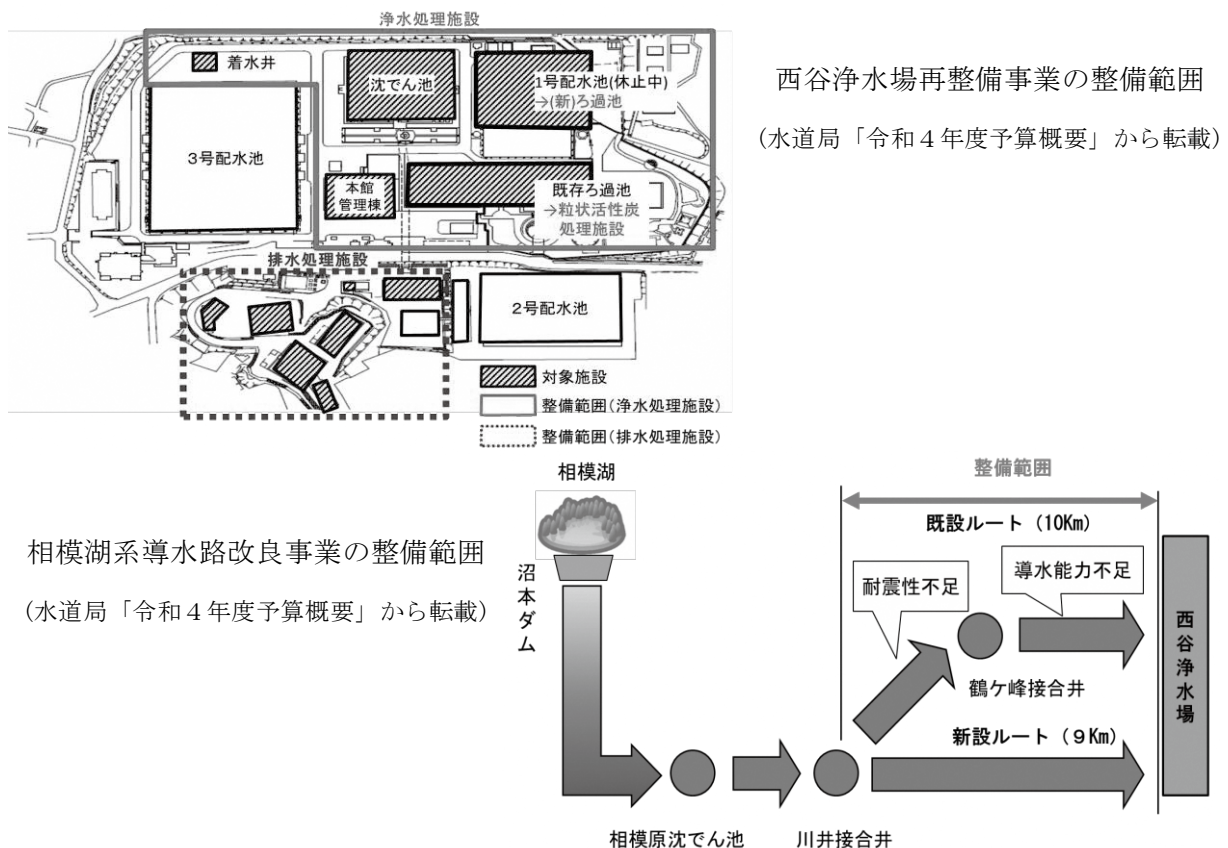 浄水処理施設
着水井
沈でん池
1号配水池(休止中)
→(新)ろ過池
3号配水池
本館
管理棟
既存ろ過池
→粒状活性炭
処理施設
西谷浄水場再整備事業の整備範囲
(水道局「令和4年度予算概要」から転載)
排水処理施設
2号配水池
対象施設
整備範囲(浄水処理施設)
整備範囲(排水処理施設)
相模湖系導水路改良事業の整備範囲
(水道局「令和4年度予算概要」から転載)
相模湖
沼本ダム
整備範囲
既設ルート(10Km)
耐震性不足
導水能力不足
鶴ケ峰接合井
新設ルート(9Km)
西谷浄水場
相模原沈でん池
川井接合井